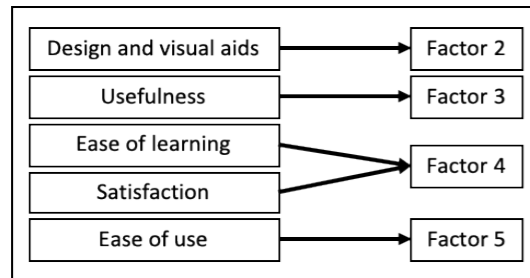 Design and visual aids
Factor 2
Usefulness
Factor 3
Ease of learning
Factor 4
Satisfaction
Ease of use
Factor 5